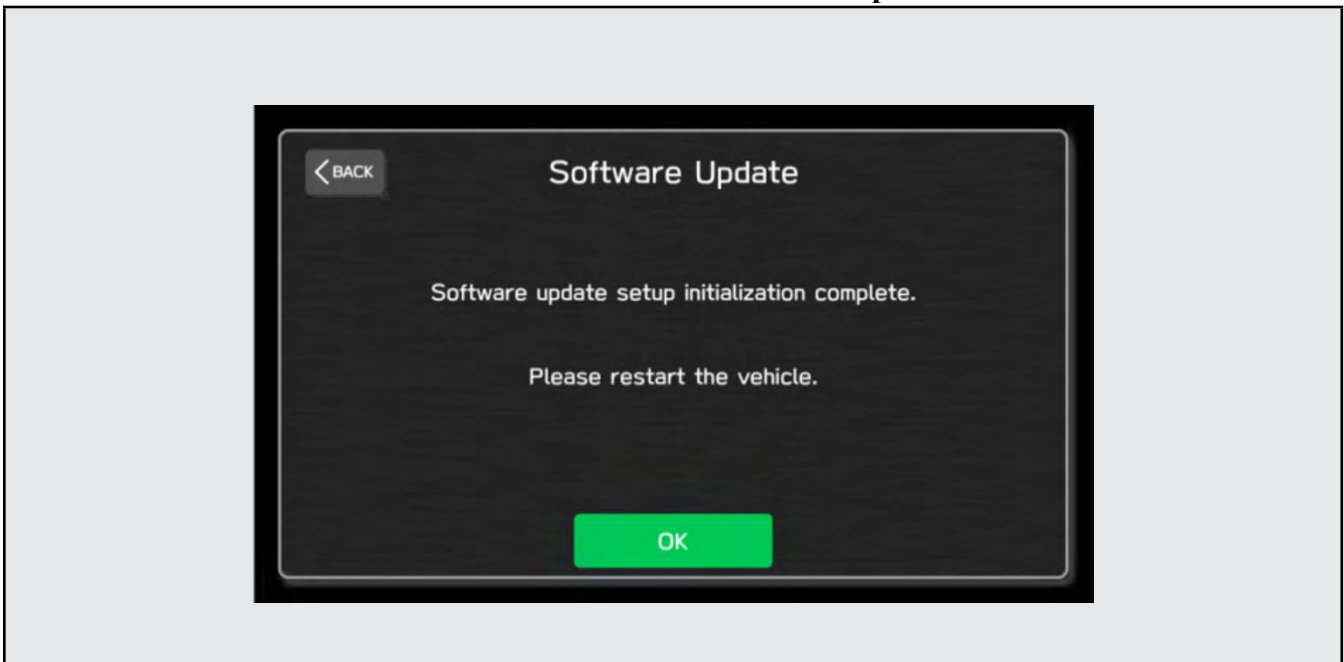 BACK
Software Update
Software update setup initialization complete.
Please restart the vehicle.
OK